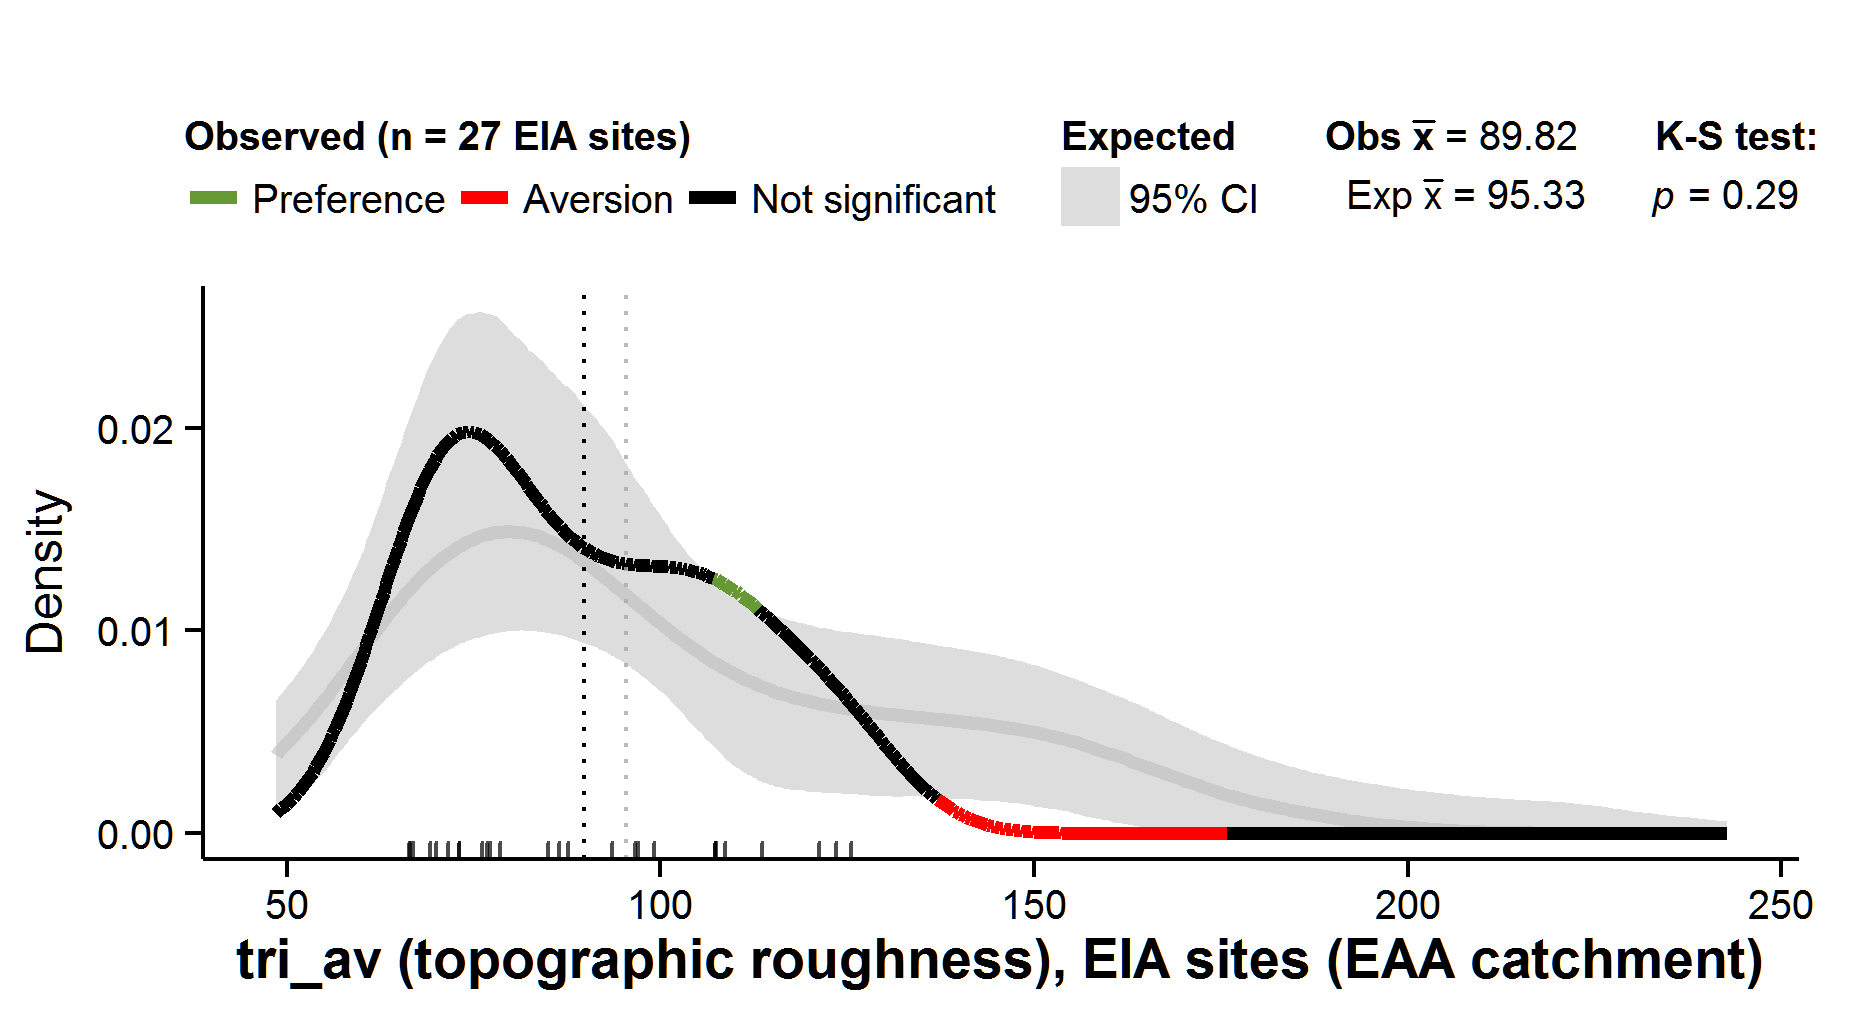 Observed (n = 27 EIA sites) Expected Obs x̅ = 89.82 K-S test:
Preference Aversion Not significant 95% CI Exp x̅ = 95.33 p = 0.29
0.02
0.01
0.00
Density
50 100 150 200 250
tri_av (topographic roughness), EIA sites (EAA catchment)